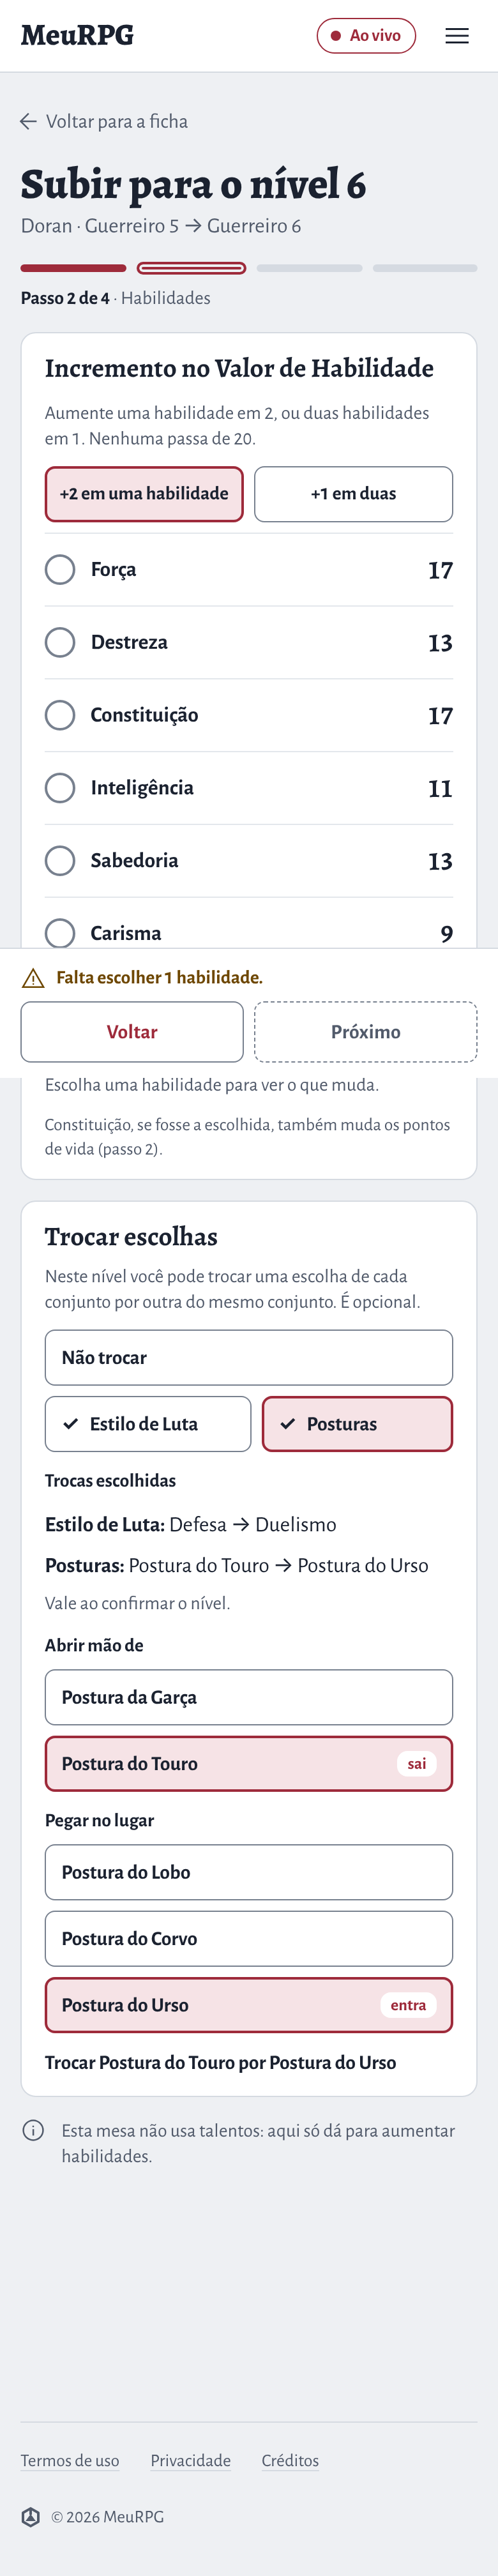 MeuRPG
Ao vivo
Voltar para a ficha
Subir para o nível 6
Doran · Guerreiro 5 → Guerreiro 6
Passo 2 de 4 · Habilidades
Incremento no Valor de Habilidade
Aumente uma habilidade em 2, ou duas habilidades
em 1. Nenhuma passa de 20.
+2 em uma habilidade
+1 em duas
Força 17
Destreza 13
Constituição 17
Inteligência 11
Sabedoria 13
Carisma 9
Falta escolher 1 habilidade.
Voltar
Próximo
Escolha uma habilidade para ver o que muda.
Constituição, se fosse a escolhida, também muda os pontos
de vida (passo 2).
Trocar escolhas
Neste nível você pode trocar uma escolha de cada
conjunto por outra do mesmo conjunto. É opcional.
Não trocar
✓ Estilo de Luta
✓ Posturas
Trocas escolhidas
Estilo de Luta: Defesa → Duelismo
Posturas: Postura do Touro → Postura do Urso
Vale ao confirmar o nível.
Abrir mão de
Postura da Garça
Postura do Touro sai
Pegar no lugar
Postura do Lobo
Postura do Corvo
Postura do Urso entra
Trocar Postura do Touro por Postura do Urso
Esta mesa não usa talentos: aqui só dá para aumentar
habilidades.
Termos de uso
Privacidade
Créditos
© 2026 MeuRPG